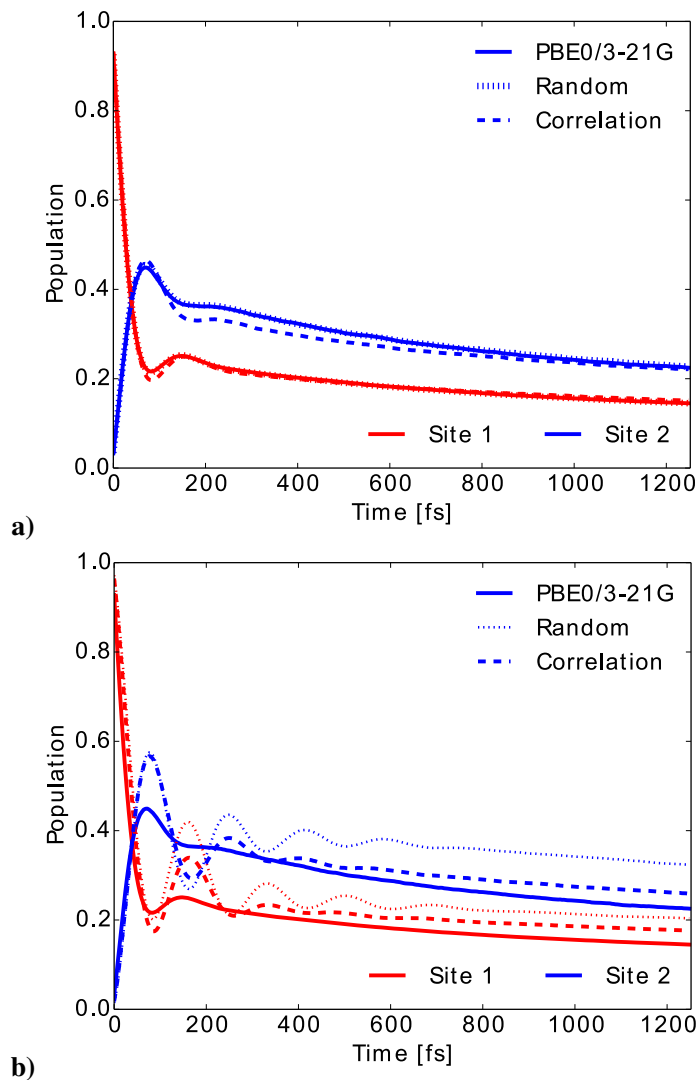 1.0
0.8
0.6
0.4
0.2
0.0
Population
PBE0/3-21G
Random
Correlation
Site 1 Site 2
0 200 400 600 800 1000 1200
Time [fs]
a)
1.0
0.8
0.6
0.4
0.2
0.0
Population
PBE0/3-21G
Random
Correlation
Site 1 Site 2
0 200 400 600 800 1000 1200
Time [fs]
b)